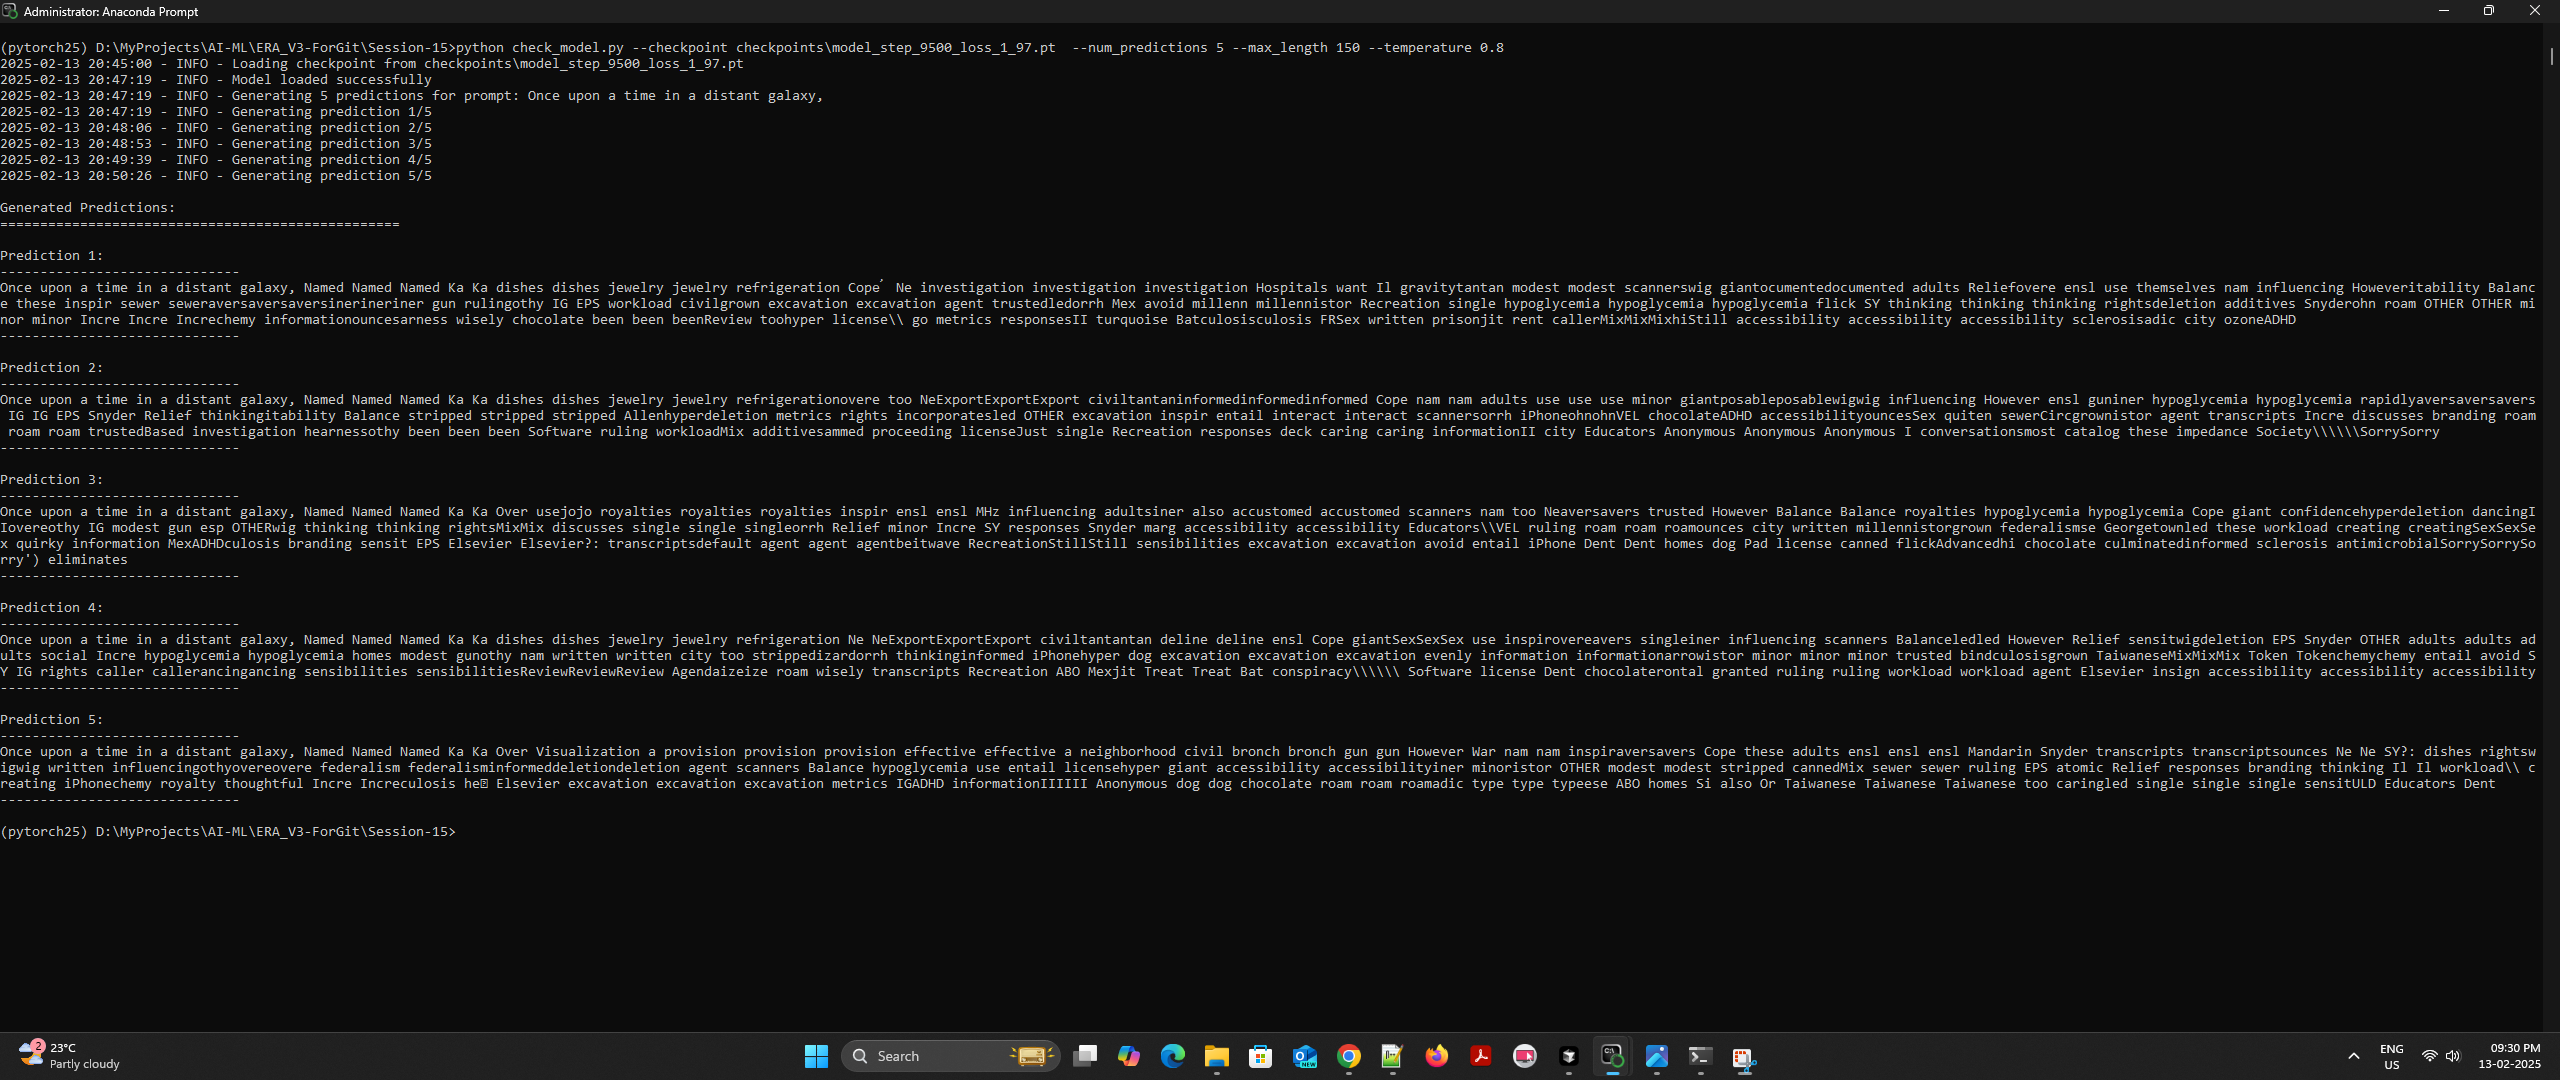 Administrator: Anaconda Prompt
(pytorch25) D:\MyProjects\AI-ML\ERA_V3-ForGit\Session-15>python check_model.py --checkpoint checkpoints\model_step_9500_loss_1_97.pt  --num_predictions 5 --max_length 150 --temperature 0.8
2025-02-13 20:45:00 - INFO - Loading checkpoint from checkpoints\model_step_9500_loss_1_97.pt
2025-02-13 20:47:19 - INFO - Model loaded successfully
2025-02-13 20:47:19 - INFO - Generating 5 predictions for prompt: Once upon a time in a distant galaxy,
2025-02-13 20:47:19 - INFO - Generating prediction 1/5
2025-02-13 20:48:06 - INFO - Generating prediction 2/5
2025-02-13 20:48:53 - INFO - Generating prediction 3/5
2025-02-13 20:49:39 - INFO - Generating prediction 4/5
2025-02-13 20:50:26 - INFO - Generating prediction 5/5
Generated Predictions:
==================================================
Prediction 1:
------------------------------
Once upon a time in a distant galaxy, Named Named Named Ka Ka dishes dishes jewelry jewelry refrigeration Cope՛ Ne investigation investigation investigation Hospitals want Il gravitytantan modest modest scannerswig giantocumentedocumented adults Reliefovere ensl use themselves nam influencing Howeveritability Balanc
e these inspir sewer seweraversaversaversinerineriner gun rulingothy IG EPS workload civilgrown excavation excavation agent trustedledorrh Mex avoid millenn millennistor Recreation single hypoglycemia hypoglycemia hypoglycemia flick SY thinking thinking thinking rightsdeletion additives Snyderohn roam OTHER OTHER mi
nor minor Incre Incre Increchemy informationouncesarness wisely chocolate been been beenReview toohyper license\\ go metrics responsesII turquoise Batculosisculosis FRSex written prisonjit rent callerMixMixMixhiStill accessibility accessibility accessibility sclerosisadic city ozoneADHD
------------------------------
Prediction 2:
------------------------------
Once upon a time in a distant galaxy, Named Named Named Ka Ka dishes dishes jewelry jewelry refrigerationovere too NeExportExportExport civiltantaninformedinformedinformed Cope nam nam adults use use use minor giantposableposablewigwig influencing However ensl guniner hypoglycemia hypoglycemia rapidlyaversaversavers
 IG IG EPS Snyder Relief thinkingitability Balance stripped stripped stripped Allenhyperdeletion metrics rights incorporatesled OTHER excavation inspir entail interact interact scannersorrh iPhoneohnohnVEL chocolateADHD accessibilityouncesSex quiten sewerCircgrownistor agent transcripts Incre discusses branding roam
 roam roam trustedBased investigation hearnessothy been been been Software ruling workloadMix additivesammed proceeding licenseJust single Recreation responses deck caring caring informationII city Educators Anonymous Anonymous Anonymous I conversationsmost catalog these impedance Society\\\\\\SorrySorry
------------------------------
Prediction 3:
------------------------------
Once upon a time in a distant galaxy, Named Named Named Ka Ka Over usejojo royalties royalties royalties inspir ensl ensl MHz influencing adultsiner also accustomed accustomed scanners nam too Neaversavers trusted However Balance Balance royalties hypoglycemia hypoglycemia Cope giant confidencehyperdeletion dancingI
Iovereothy IG modest gun esp OTHERwig thinking thinking rightsMixMix discusses single single singleorrh Relief minor Incre SY responses Snyder marg accessibility accessibility Educators\\VEL ruling roam roam roamounces city written millennistorgrown federalismse Georgetownled these workload creating creatingSexSexSe
x quirky information MexADHDculosis branding sensit EPS Elsevier Elsevier?: transcriptsdefault agent agent agentbeitwave RecreationStillStill sensibilities excavation excavation avoid entail iPhone Dent Dent homes dog Pad license canned flickAdvancedhi chocolate culminatedinformed sclerosis antimicrobialSorrySorrySo
rry') eliminates
------------------------------
Prediction 4:
------------------------------
Once upon a time in a distant galaxy, Named Named Named Ka Ka dishes dishes jewelry jewelry refrigeration Ne NeExportExportExport civiltantantan deline deline ensl Cope giantSexSexSex use inspirovereavers singleiner influencing scanners Balanceledled However Relief sensitwigdeletion EPS Snyder OTHER adults adults ad
ults social Incre hypoglycemia hypoglycemia homes modest gunothy nam written written city too strippedizardorrh thinkinginformed iPhonehyper dog excavation excavation excavation evenly information informationarrowistor minor minor minor trusted bindculosisgrown TaiwaneseMixMixMix Token Tokenchemychemy entail avoid S
Y IG rights caller callerancingancing sensibilities sensibilitiesReviewReviewReview Agendaizeize roam wisely transcripts Recreation ABO Mexjit Treat Treat Bat conspiracy\\\\\\ Software license Dent chocolaterontal granted ruling ruling workload workload agent Elsevier insign accessibility accessibility accessibility
------------------------------
Prediction 5:
------------------------------
Once upon a time in a distant galaxy, Named Named Named Ka Ka Over Visualization a provision provision provision effective effective a neighborhood civil bronch bronch gun gun However War nam nam inspiraversavers Cope these adults ensl ensl ensl Mandarin Snyder transcripts transcriptsounces Ne Ne SY?: dishes rightsw
igwig written influencingothyovereovere federalism federalisminformeddeletiondeletion agent scanners Balance hypoglycemia use entail licensehyper giant accessibility accessibilityiner minoristor OTHER modest modest stripped cannedMix sewer sewer ruling EPS atomic Relief responses branding thinking Il Il workload\\ c
reating iPhonechemy royalty thoughtful Incre Increculosis he Elsevier excavation excavation excavation metrics IGADHD informationIIIIII Anonymous dog dog chocolate roam roam roamadic type type typeese ABO homes Si also Or Taiwanese Taiwanese Taiwanese too caringled single single single sensitULD Educators Dent
------------------------------
(pytorch25) D:\MyProjects\AI-ML\ERA_V3-ForGit\Session-15>
2
23°C
Partly cloudy
Search
NEW
ENG
US
09:30 PM
13-02-2025